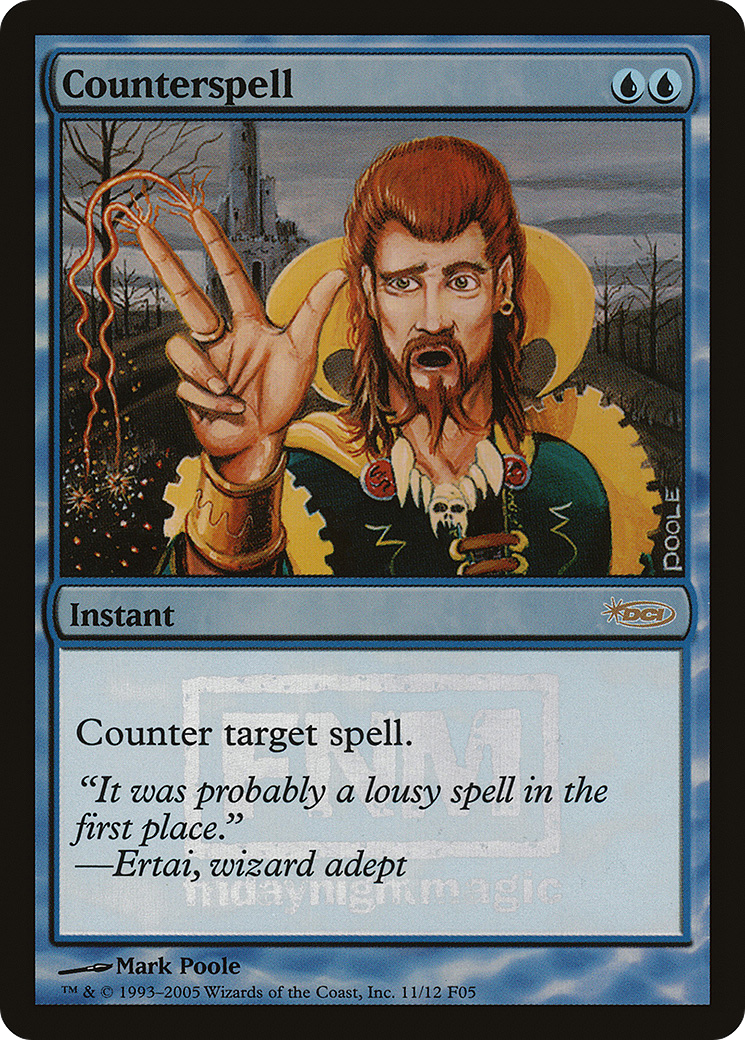 Counterspell
POOLE
Instant
DCI
FNM
Counter target spell.
“It was probably a lousy spell in the
first place.”
—Ertai, wizard adept
fridaynightmagic
Mark Poole
™ & © 1993–2005 Wizards of the Coast, Inc. 11/12 F05